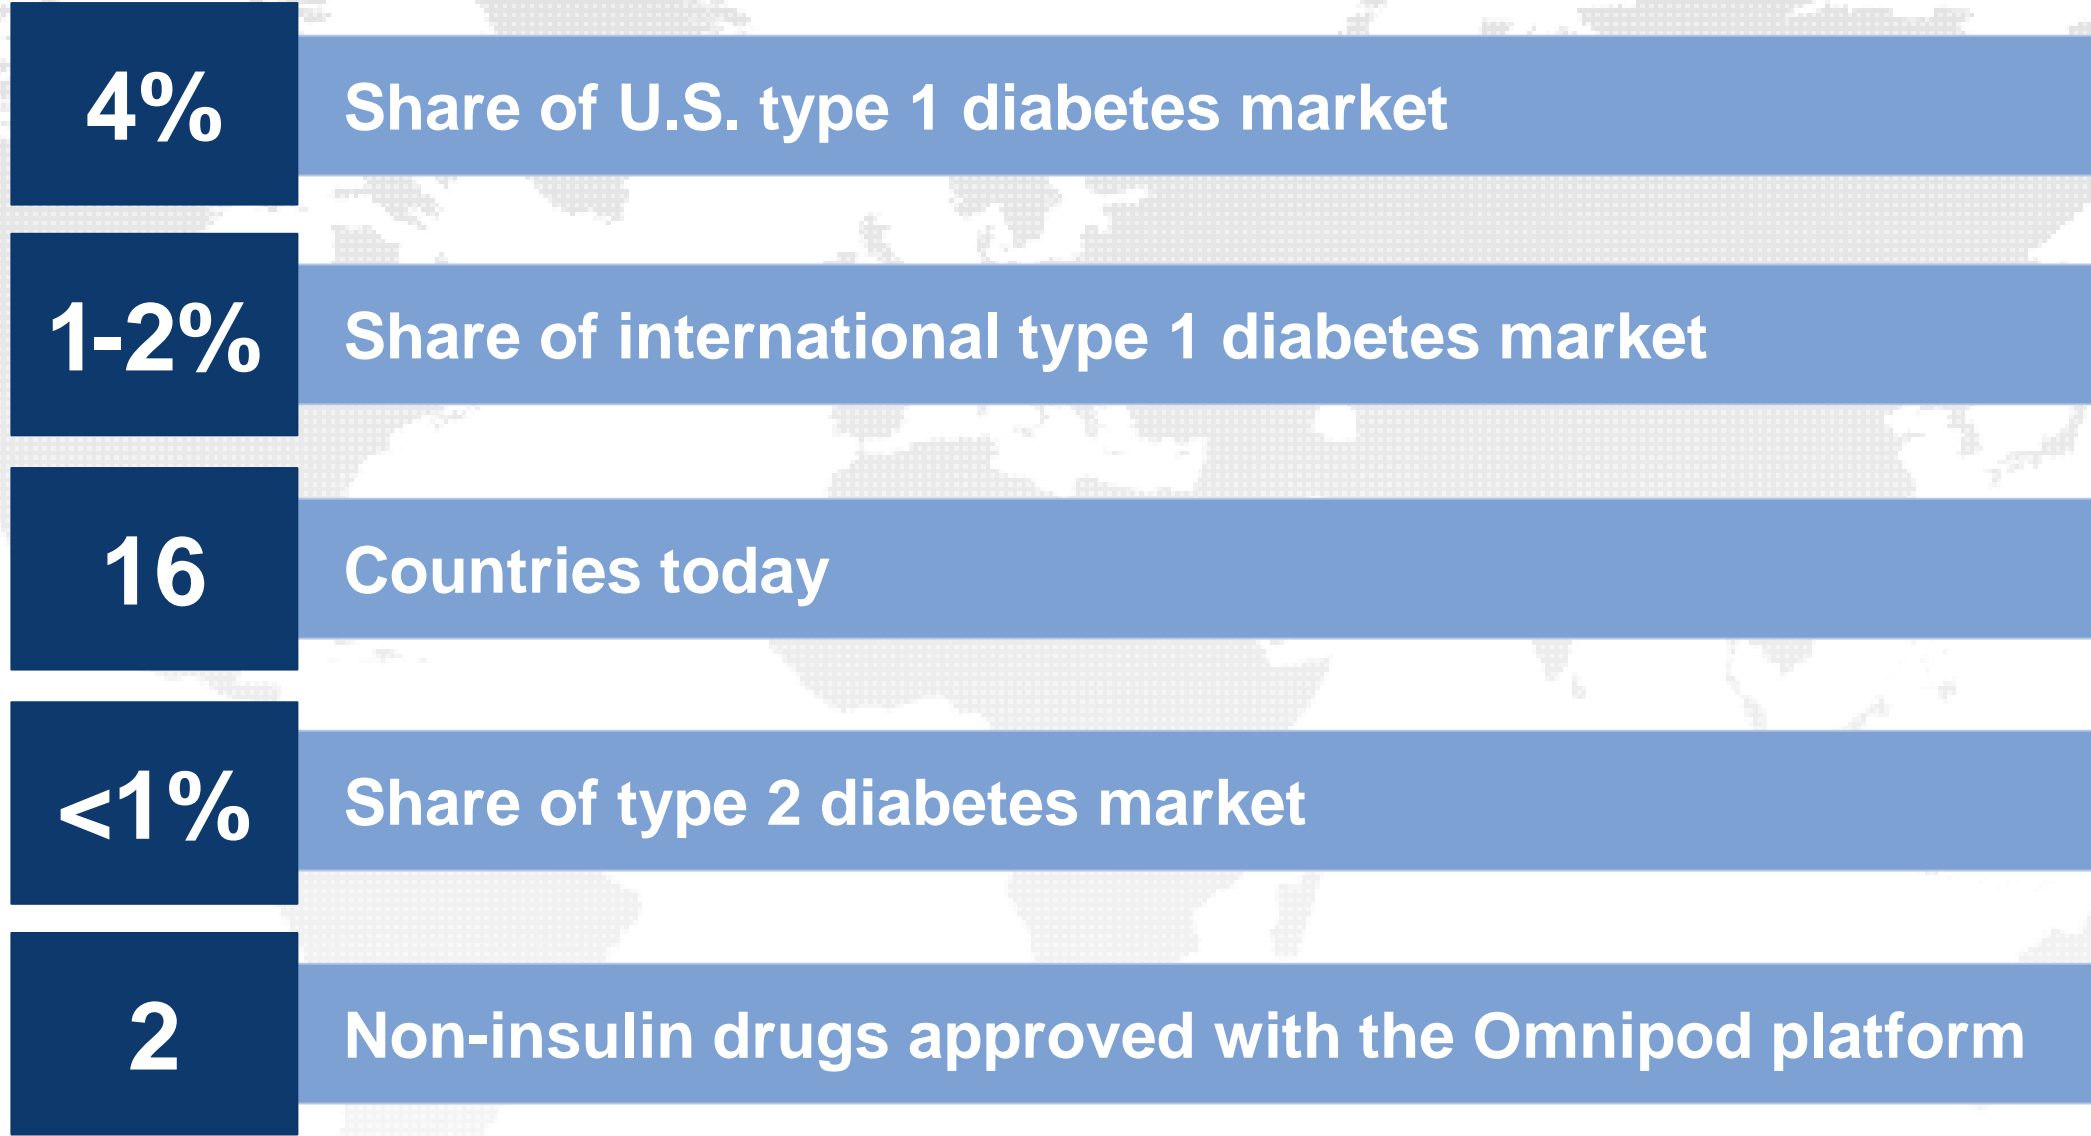 4%
Share of U.S. type 1 diabetes market
1-2%
Share of international type 1 diabetes market
16
Countries today
<1%
Share of type 2 diabetes market
2
Non-insulin drugs approved with the Omnipod platform